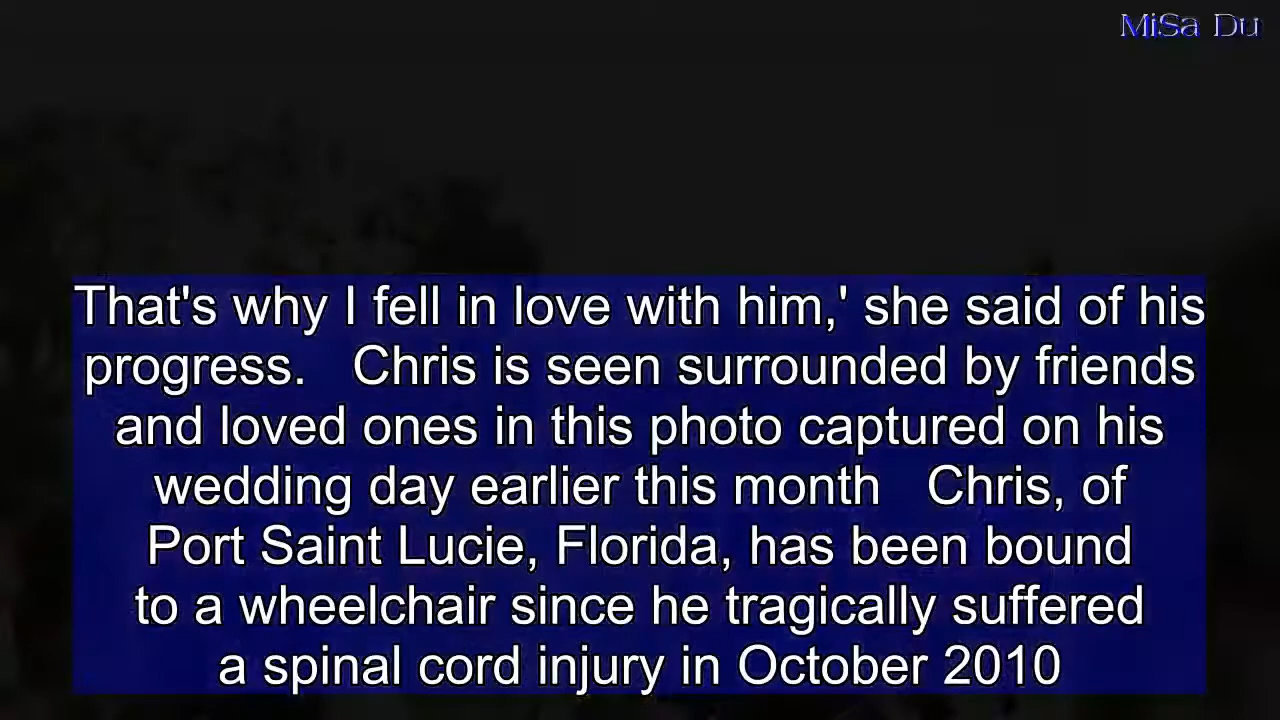 MiSa Du
That's why I fell in love with him,' she said of his
progress.   Chris is seen surrounded by friends
and loved ones in this photo captured on his
wedding day earlier this month   Chris, of
Port Saint Lucie, Florida, has been bound
to a wheelchair since he tragically suffered
a spinal cord injury in October 2010